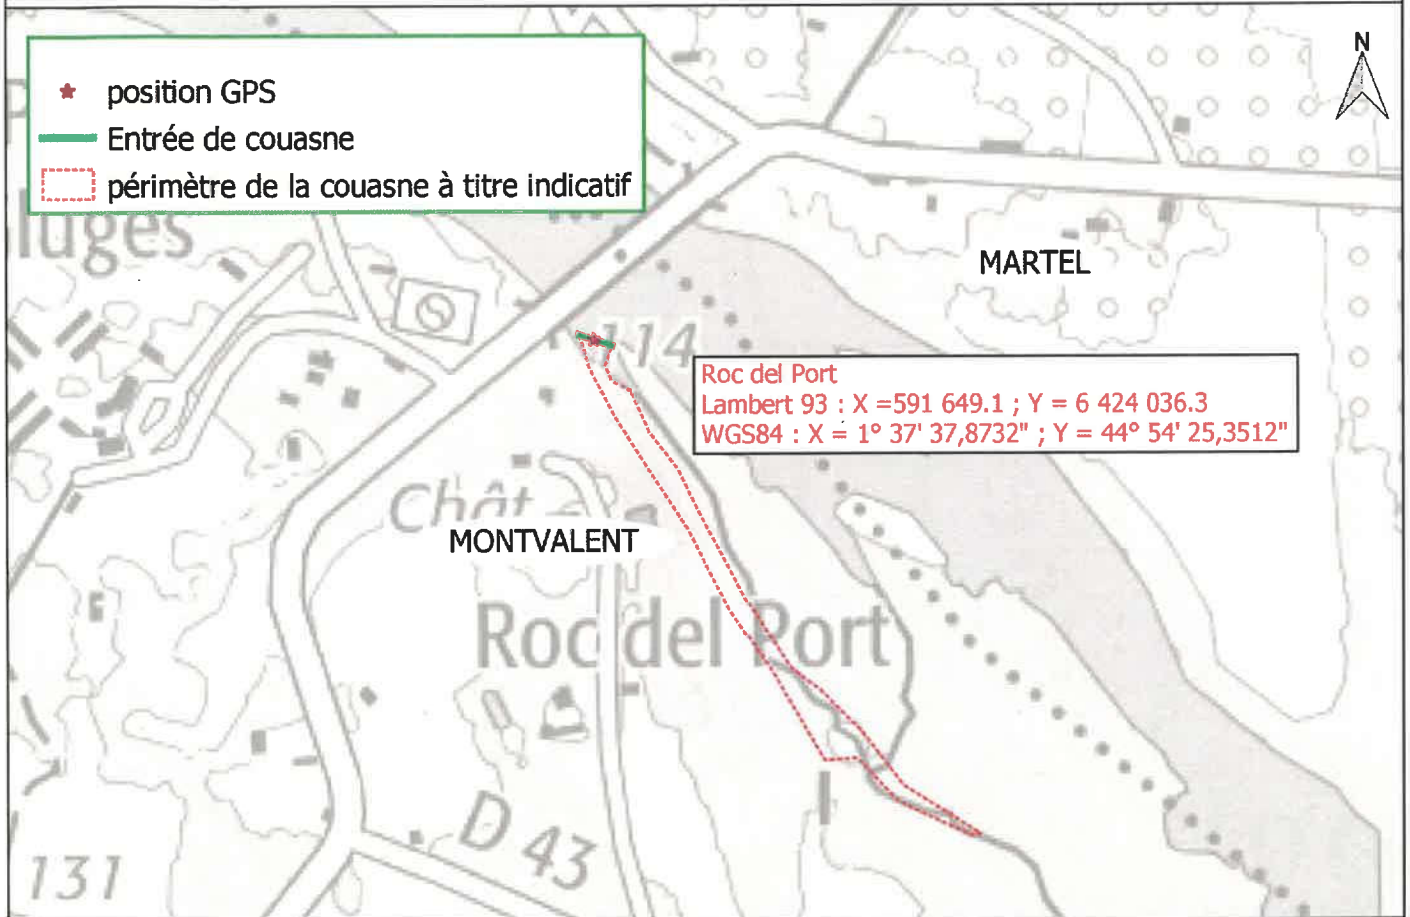 N
position GPS
Entrée de couasne
périmètre de la couasne à titre indicatif
luges
MARTEL
114
Roc del Port
Lambert 93 : X =591 649.1 ; Y = 6 424 036.3
WGS84 : X = 1° 37' 37,8732" ; Y = 44° 54' 25,3512"
Chât
MONTVALENT
Roc del Port
D 43
131